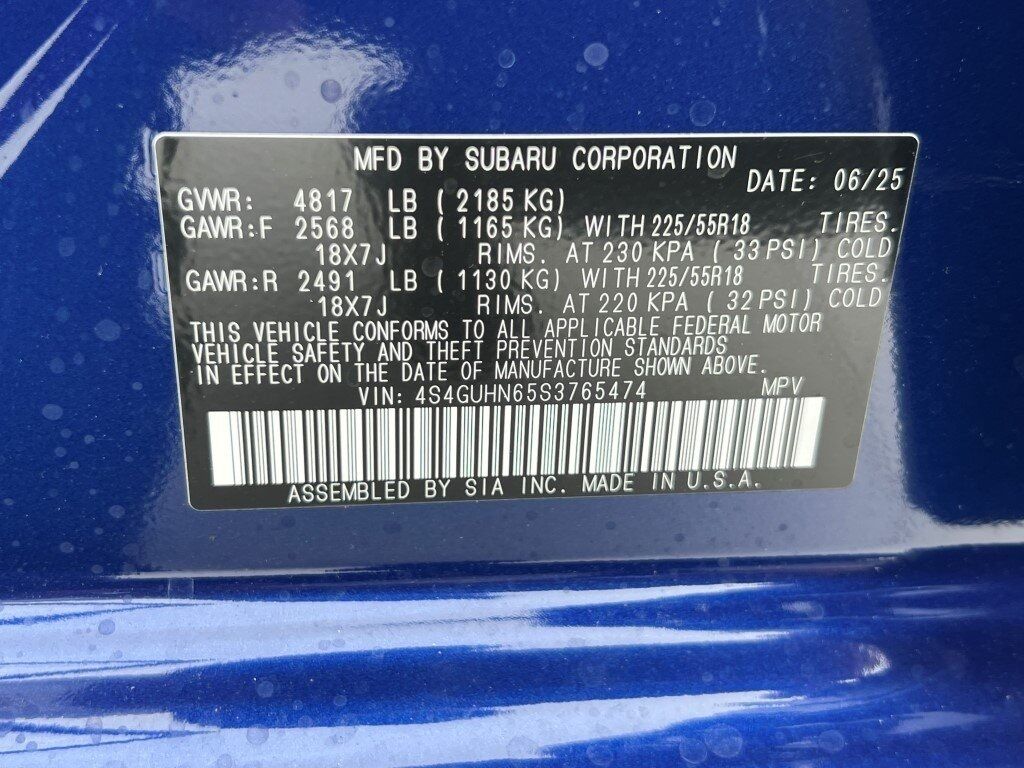 MFD BY SUBARU CORPORATION
DATE: 06/25
GVWR: 4817 LB (2185 KG)
GAWR:F 2568 LB (1165 KG) WITH 225/55R18 TIRES.
18X7J RIMS. AT 230 KPA (33 PSI) COLD
GAWR:R 2491 LB (1130 KG) WITH 225/55R18 TIRES.
18X7J RIMS. AT 220 KPA (32 PSI) COLD
THIS VEHICLE CONFORMS TO ALL APPLICABLE FEDERAL MOTOR
VEHICLE SAFETY AND THEFT PREVENTION STANDARDS
IN EFFECT ON THE DATE OF MANUFACTURE SHOWN ABOVE.
VIN: 4S4GUHN65S3765474 MPV
ASSEMBLED BY SIA INC. MADE IN U.S.A.